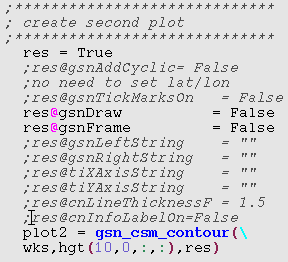 ;*****************************
; create second plot
;*****************************
res = True
;res@gsnAddCyclic= False
;no need to set lat/lon
;res@gsnTickMarksOn   = False
res@gsnDraw          = False
res@gsnFrame         = False
;res@gsnLeftString    = ""
;res@gsnRightString   = ""
;res@tiXAxisString    = ""
;res@tiYAxisString    = ""
;res@cnLineThicknessF = 1.5
;res@cnInfoLabelOn=False
plot2 = gsn_csm_contour(\
wks,hgt(10,0,:,:),res)